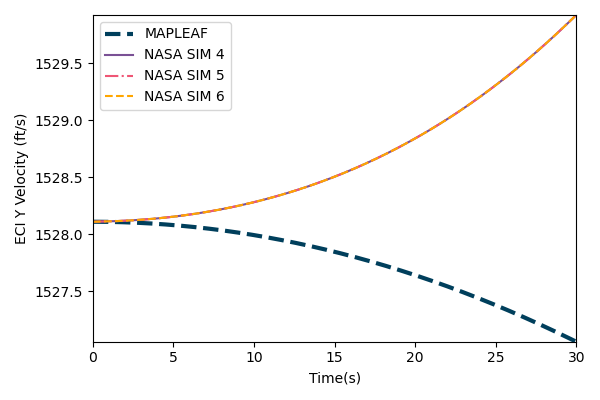 MAPLEAF
NASA SIM 4
NASA SIM 5
NASA SIM 6
ECI Y Velocity (ft/s)
1529.5
1529.0
1528.5
1528.0
1527.5
0 5 10 15 20 25 30
Time(s)